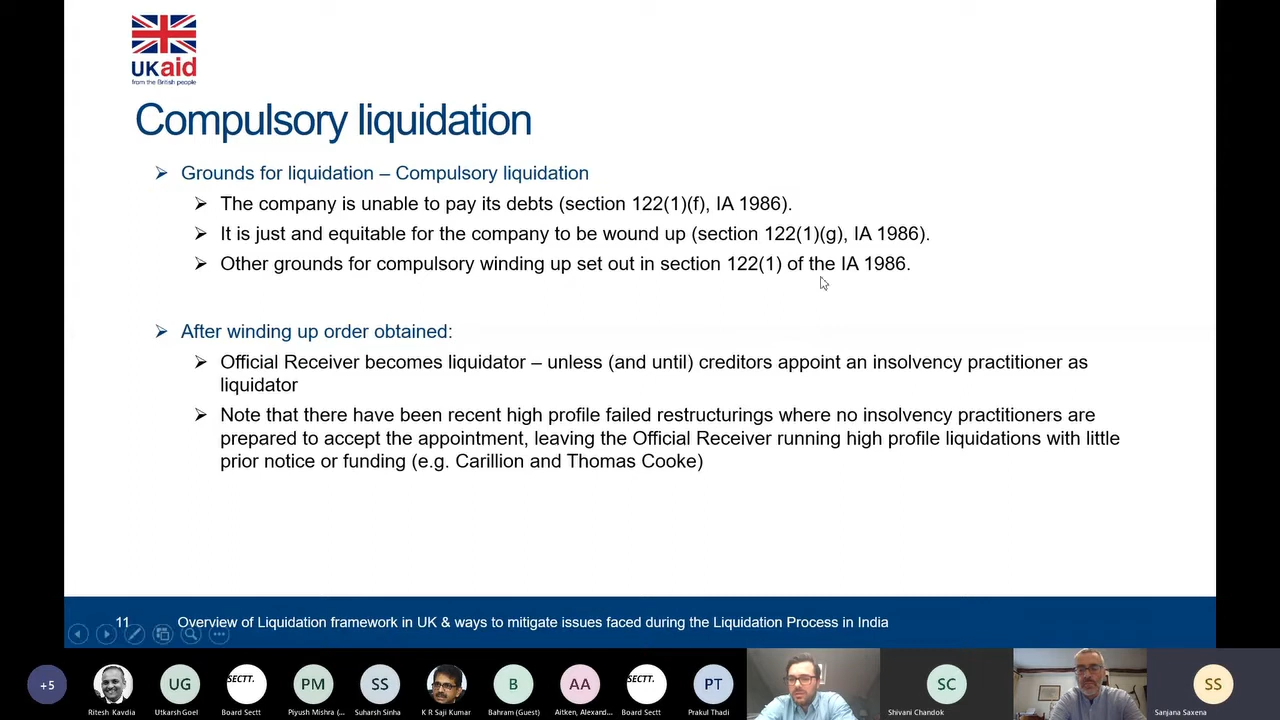 UKaid
from the British people
Compulsory liquidation
Grounds for liquidation – Compulsory liquidation
The company is unable to pay its debts (section 122(1)(f), IA 1986).
It is just and equitable for the company to be wound up (section 122(1)(g), IA 1986).
Other grounds for compulsory winding up set out in section 122(1) of the IA 1986.
After winding up order obtained:
Official Receiver becomes liquidator – unless (and until) creditors appoint an insolvency practitioner as
liquidator
Note that there have been recent high profile failed restructurings where no insolvency practitioners are
prepared to accept the appointment, leaving the Official Receiver running high profile liquidations with little
prior notice or funding (e.g. Carillion and Thomas Cooke)
11 Overview of Liquidation framework in UK & ways to mitigate issues faced during the Liquidation Process in India
+5 UG SECTT. PM SS B AA SECTT. PT SC SS
Ritesh Kavdia Utkarsh Goel Board Sectt Piyush Mishra (... Suharsh Sinha K R Saji Kumar Bahram (Guest) Aitken, Alexand... Board Sectt Prakul Thadi Shivani Chandok Sanjana Saxena